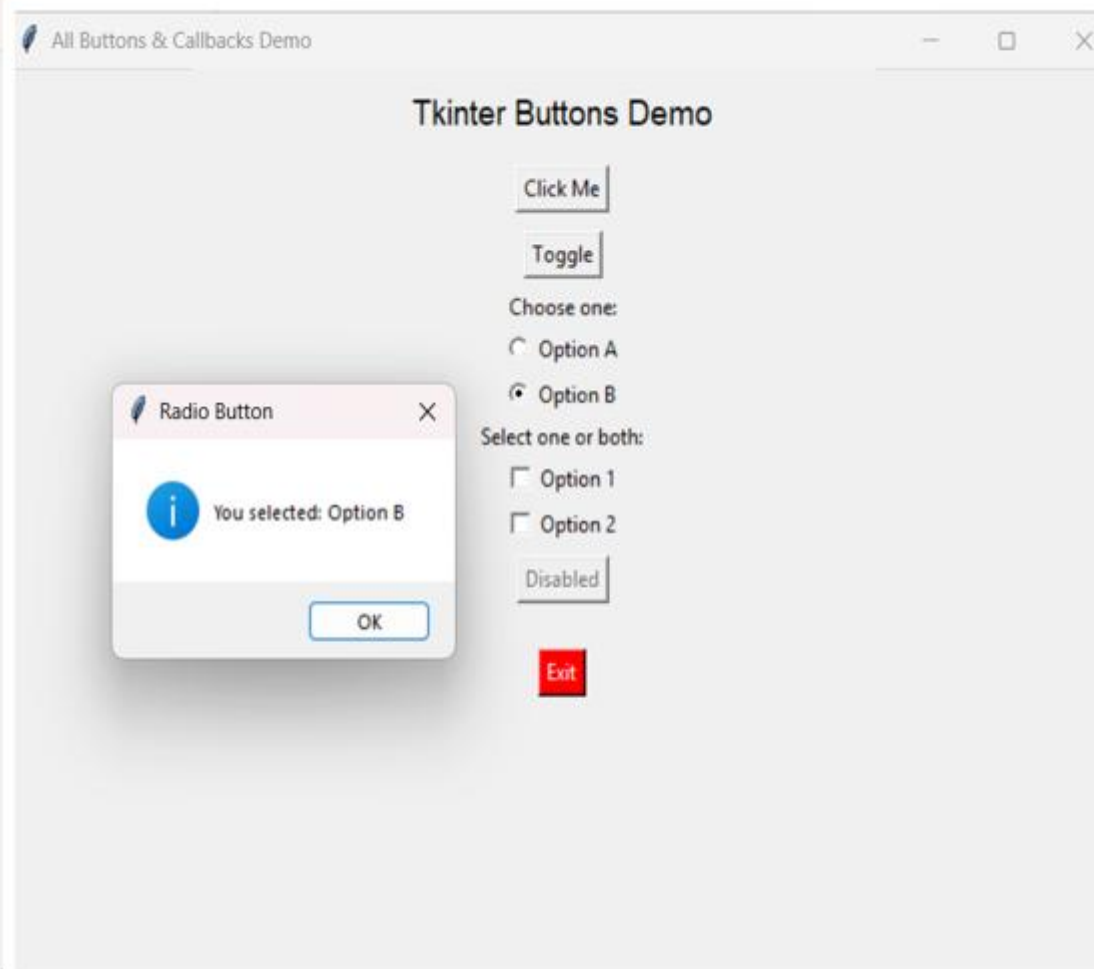 All Buttons & Callbacks Demo
Tkinter Buttons Demo
Click Me
Toggle
Choose one:
Option A
Option B
Select one or both:
Option 1
Option 2
Disabled
Exit
Radio Button
You selected: Option B
OK